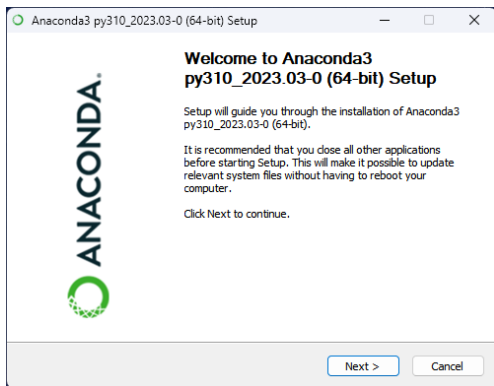 Anaconda3 py310_2023.03-0 (64-bit) Setup
Welcome to Anaconda3
py310_2023.03-0 (64-bit) Setup
Setup will guide you through the installation of Anaconda3
py310_2023.03-0 (64-bit).
It is recommended that you close all other applications
before starting Setup. This will make it possible to update
relevant system files without having to reboot your
computer.
Click Next to continue.
ANACONDA.
Next >
Cancel